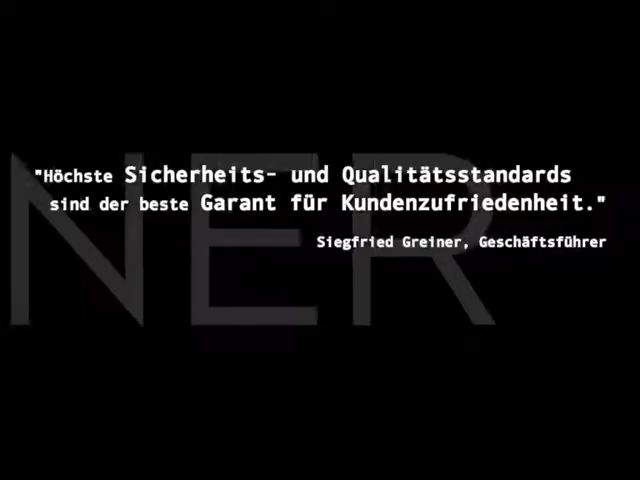 NER
"Höchste Sicherheits- und Qualitätsstandards
sind der beste Garant für Kundenzufriedenheit."
Siegfried Greiner, Geschäftsführer